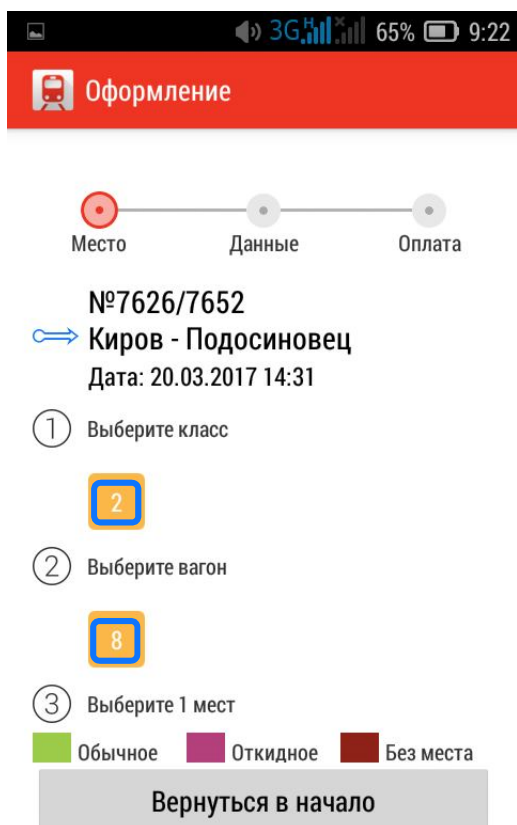 3G H 65% 9:22
Оформление
Место Данные Оплата
№7626/7652
Киров - Подосиновец
Дата: 20.03.2017 14:31
1 Выберите класс
2
2 Выберите вагон
8
3 Выберите 1 мест
Обычное Откидное Без места
Вернуться в начало